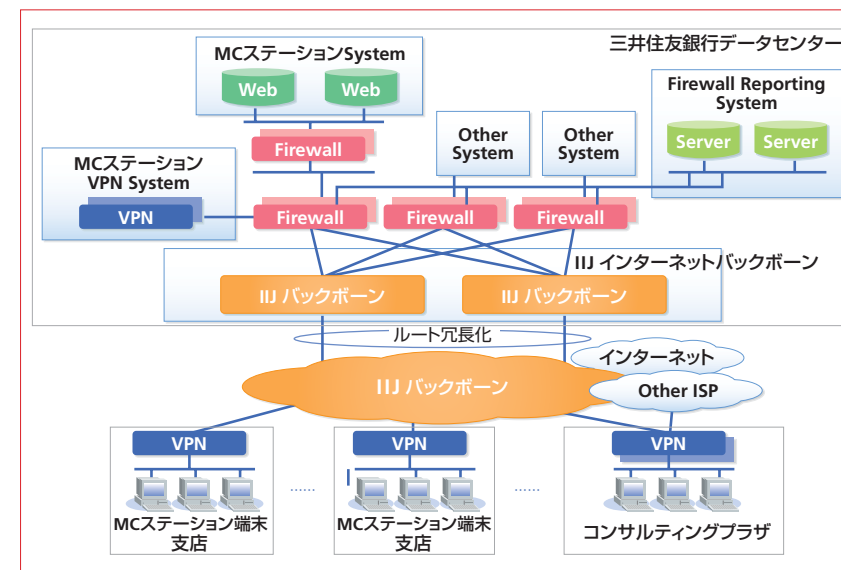 三井住友銀行データセンター
MCステーションSystem
Web
Web
Firewall
Other
System
Other
System
Firewall Reporting
System
Server
Server
MCステーション
VPN System
VPN
Firewall
Firewall
Firewall
IIJ インターネットバックボーン
IIJ バックボーン
IIJ バックボーン
ルート冗長化
IIJ バックボーン
インターネット
Other ISP
VPN
VPN
VPN
......
......
MCステーション端末
支店
MCステーション端末
支店
コンサルティングプラザ